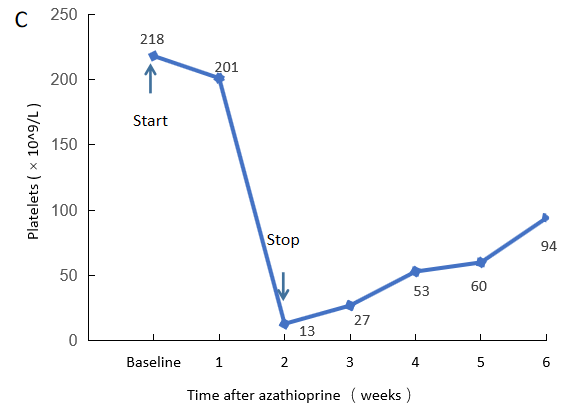 C
250
200
150
100
50
0
Platelets ( × 10^9/L )
218
201
13
27
53
60
94
Start
Stop
Baseline 1 2 3 4 5 6
Time after azathioprine ( weeks )